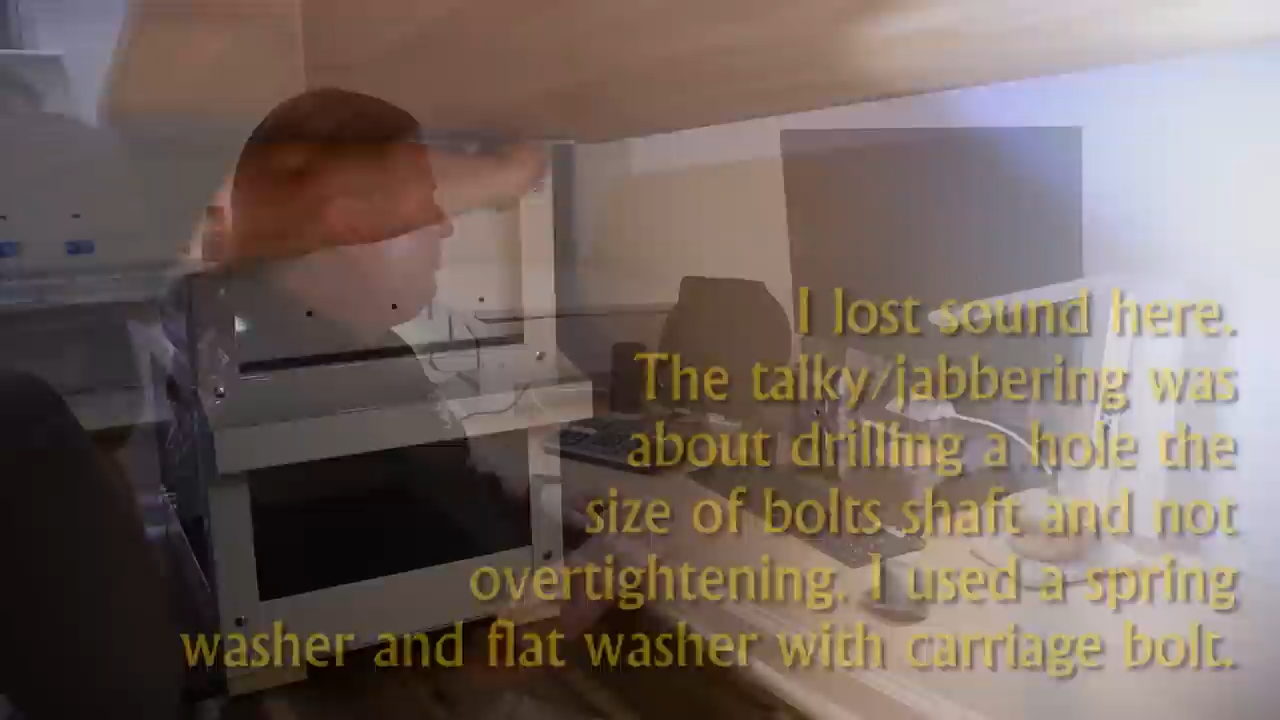 I lost sound here.
The talky/jabbering was
about drilling a hole the
size of bolts shaft and not
overtightening. I used a spring
washer and flat washer with carriage bolt.